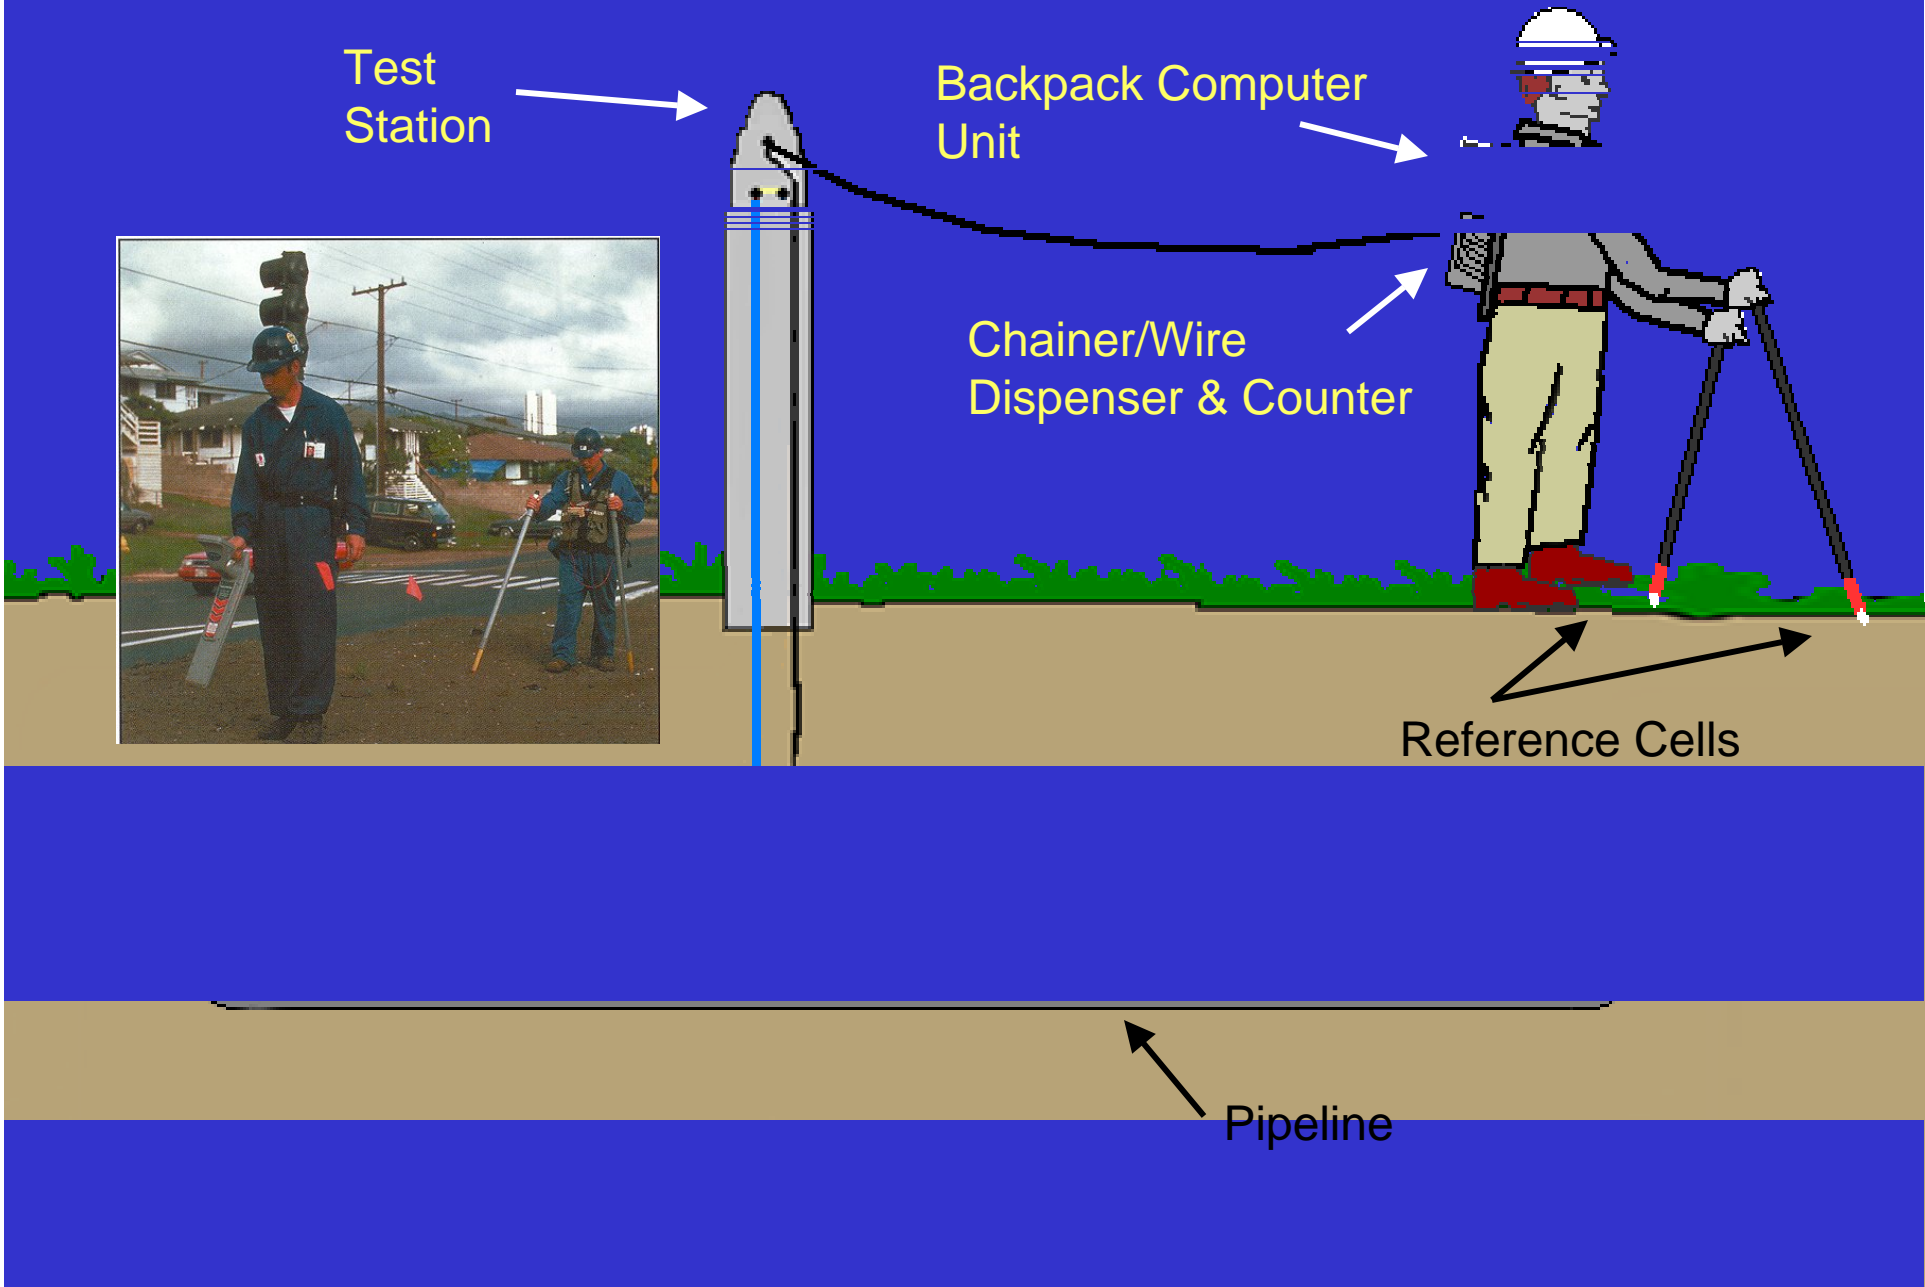 Test
Station
Backpack Computer
Unit
Chainer/Wire
Dispenser & Counter
Reference Cells
Pipeline